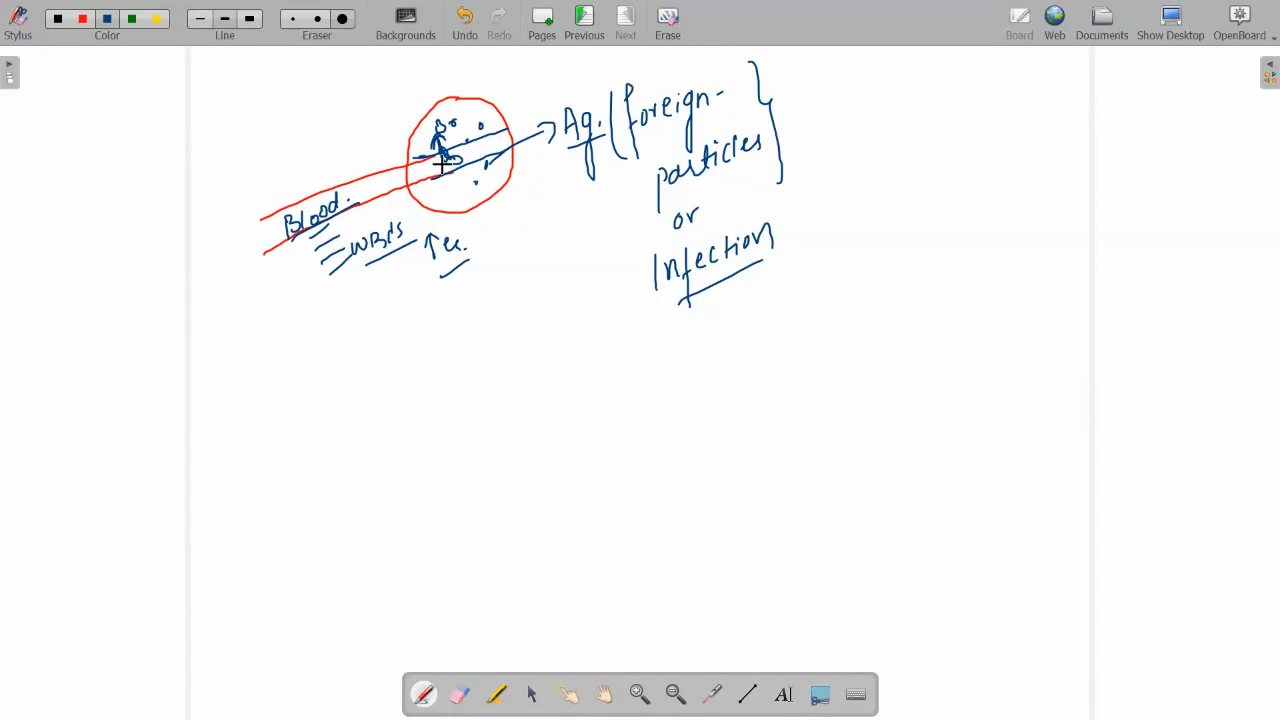 Stylus
Color
Line
Eraser
Backgrounds
Undo
Redo
Pages
Previous
Next
Erase
Board
Web
Documents
Show Desktop
OpenBoard
Ag. (foreign-
particles
or
Infection
Blood.
WBCs